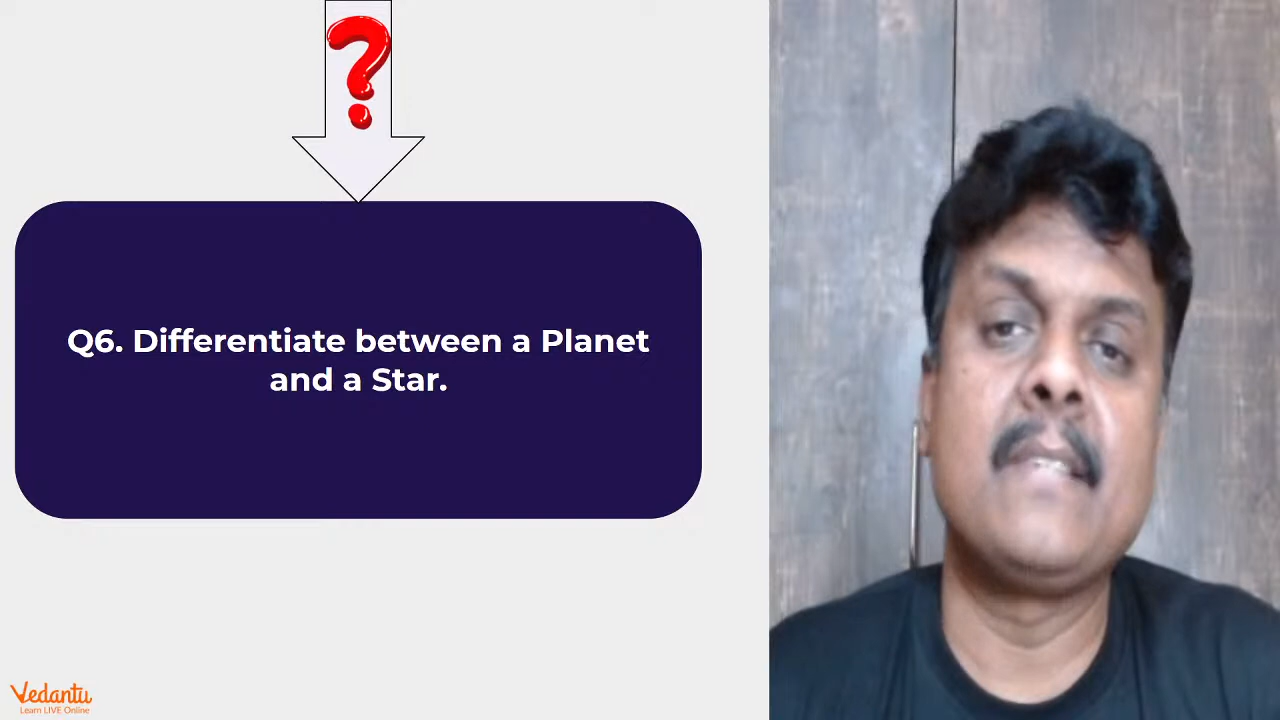 ?
Q6. Differentiate between a Planet
and a Star.
Vedantu
Learn LIVE Online